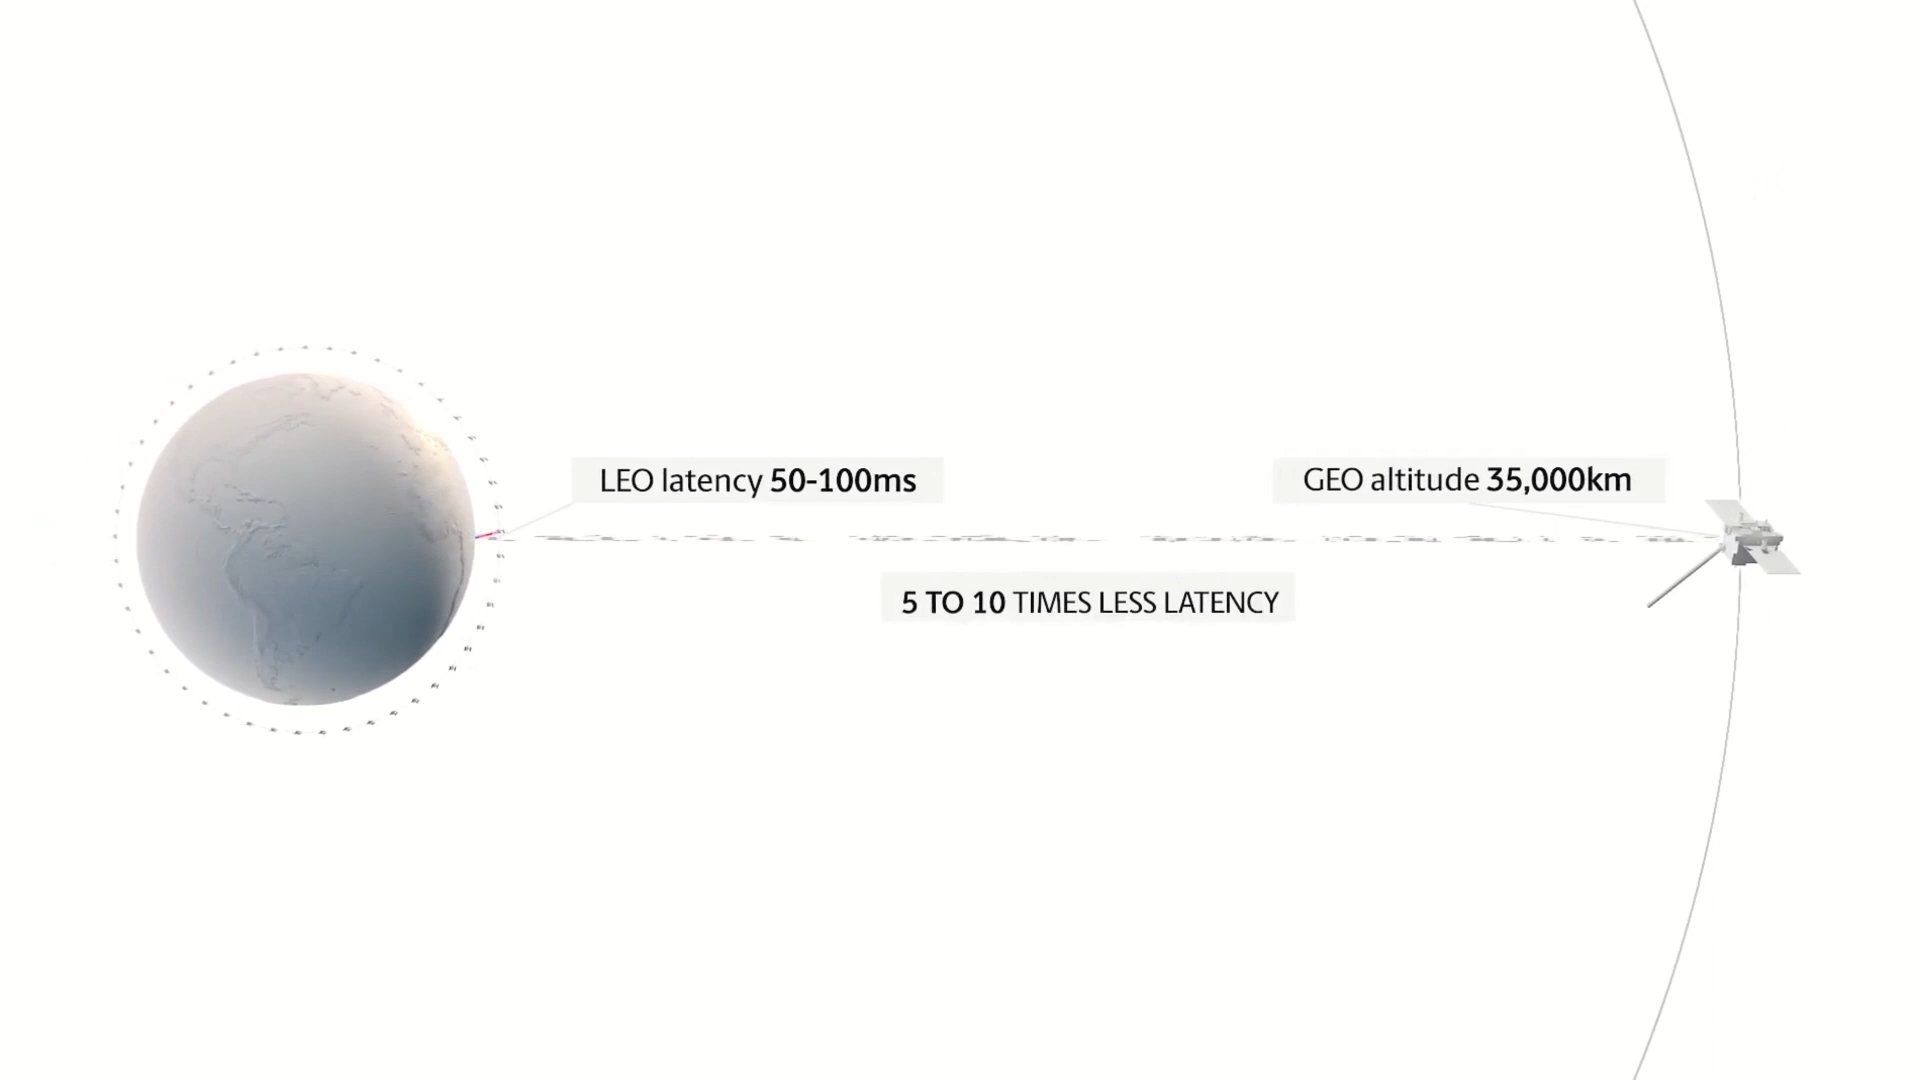 LEO latency 50-100ms
GEO altitude 35,000km
5 TO 10 TIMES LESS LATENCY